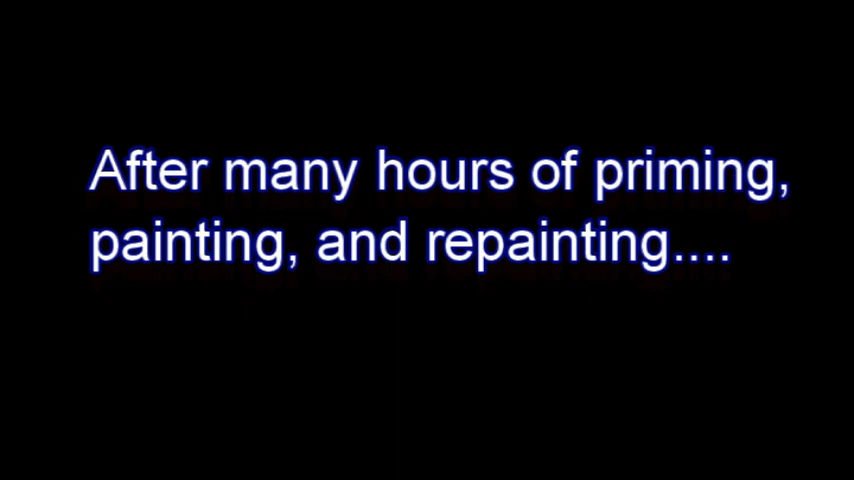 After many hours of priming,
painting, and repainting....